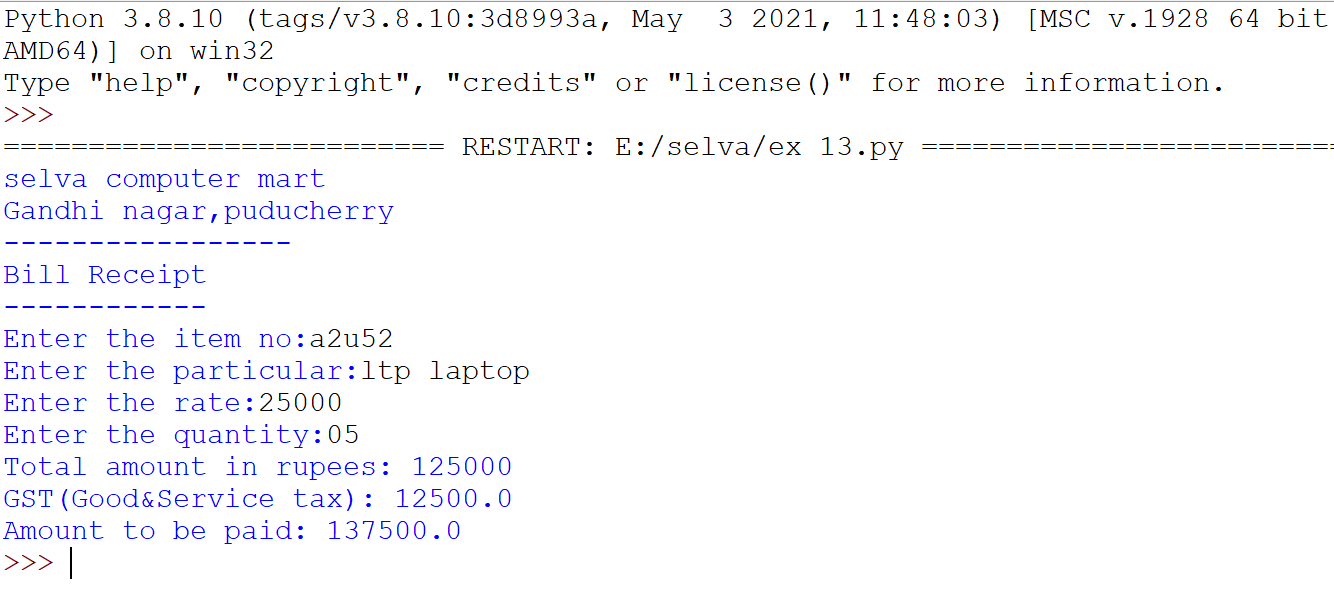 Python 3.8.10 (tags/v3.8.10:3d8993a, May  3 2021, 11:48:03) [MSC v.1928 64 bit
AMD64)] on win32
Type "help", "copyright", "credits" or "license()" for more information.
>>>
========================== RESTART: E:/selva/ex 13.py =========================
selva computer mart
Gandhi nagar,puducherry
-----------------
Bill Receipt
------------
Enter the item no:a2u52
Enter the particular:ltp laptop
Enter the rate:25000
Enter the quantity:05
Total amount in rupees: 125000
GST(Good&Service tax): 12500.0
Amount to be paid: 137500.0
>>>